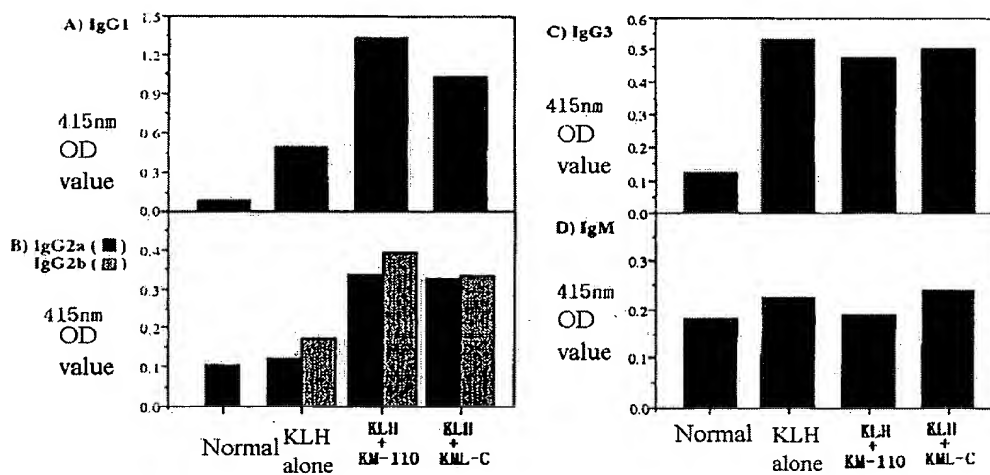 A) IgG1
1.5
1.2
0.9
0.6
0.3
0.0
415nm
OD
value
B) IgG2a ( ■ )
IgG2b ( ▩ )
0.4
0.3
0.2
0.1
0.0
415nm
OD
value
Normal
KLH
alone
KLH
+
KM-110
KLH
+
KML-C
C) IgG3
0.6
0.5
0.4
0.3
0.2
0.1
0.0
415nm
OD
value
D) IgM
0.3
0.2
0.1
0.0
415nm
OD
value
Normal
KLH
alone
KLH
+
KM-110
KLH
+
KML-C